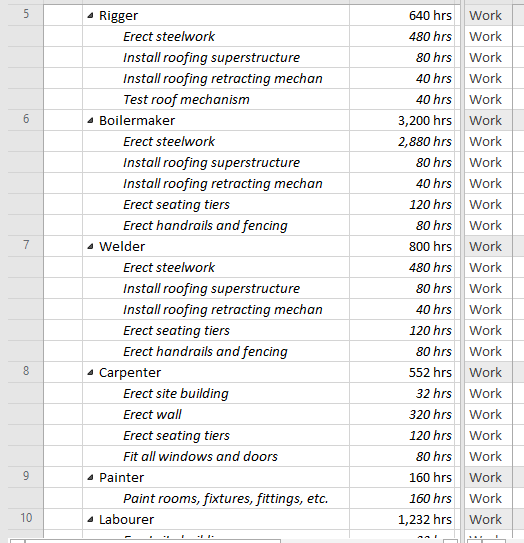 5 Rigger 640 hrs Work
Erect steelwork 480 hrs Work
Install roofing superstructure 80 hrs Work
Install roofing retracting mechan 40 hrs Work
Test roof mechanism 40 hrs Work
6 Boilermaker 3,200 hrs Work
Erect steelwork 2,880 hrs Work
Install roofing superstructure 80 hrs Work
Install roofing retracting mechan 40 hrs Work
Erect seating tiers 120 hrs Work
Erect handrails and fencing 80 hrs Work
7 Welder 800 hrs Work
Erect steelwork 480 hrs Work
Install roofing superstructure 80 hrs Work
Install roofing retracting mechan 40 hrs Work
Erect seating tiers 120 hrs Work
Erect handrails and fencing 80 hrs Work
8 Carpenter 552 hrs Work
Erect site building 32 hrs Work
Erect wall 320 hrs Work
Erect seating tiers 120 hrs Work
Fit all windows and doors 80 hrs Work
9 Painter 160 hrs Work
Paint rooms, fixtures, fittings, etc. 160 hrs Work
10 Labourer 1,232 hrs Work
Work